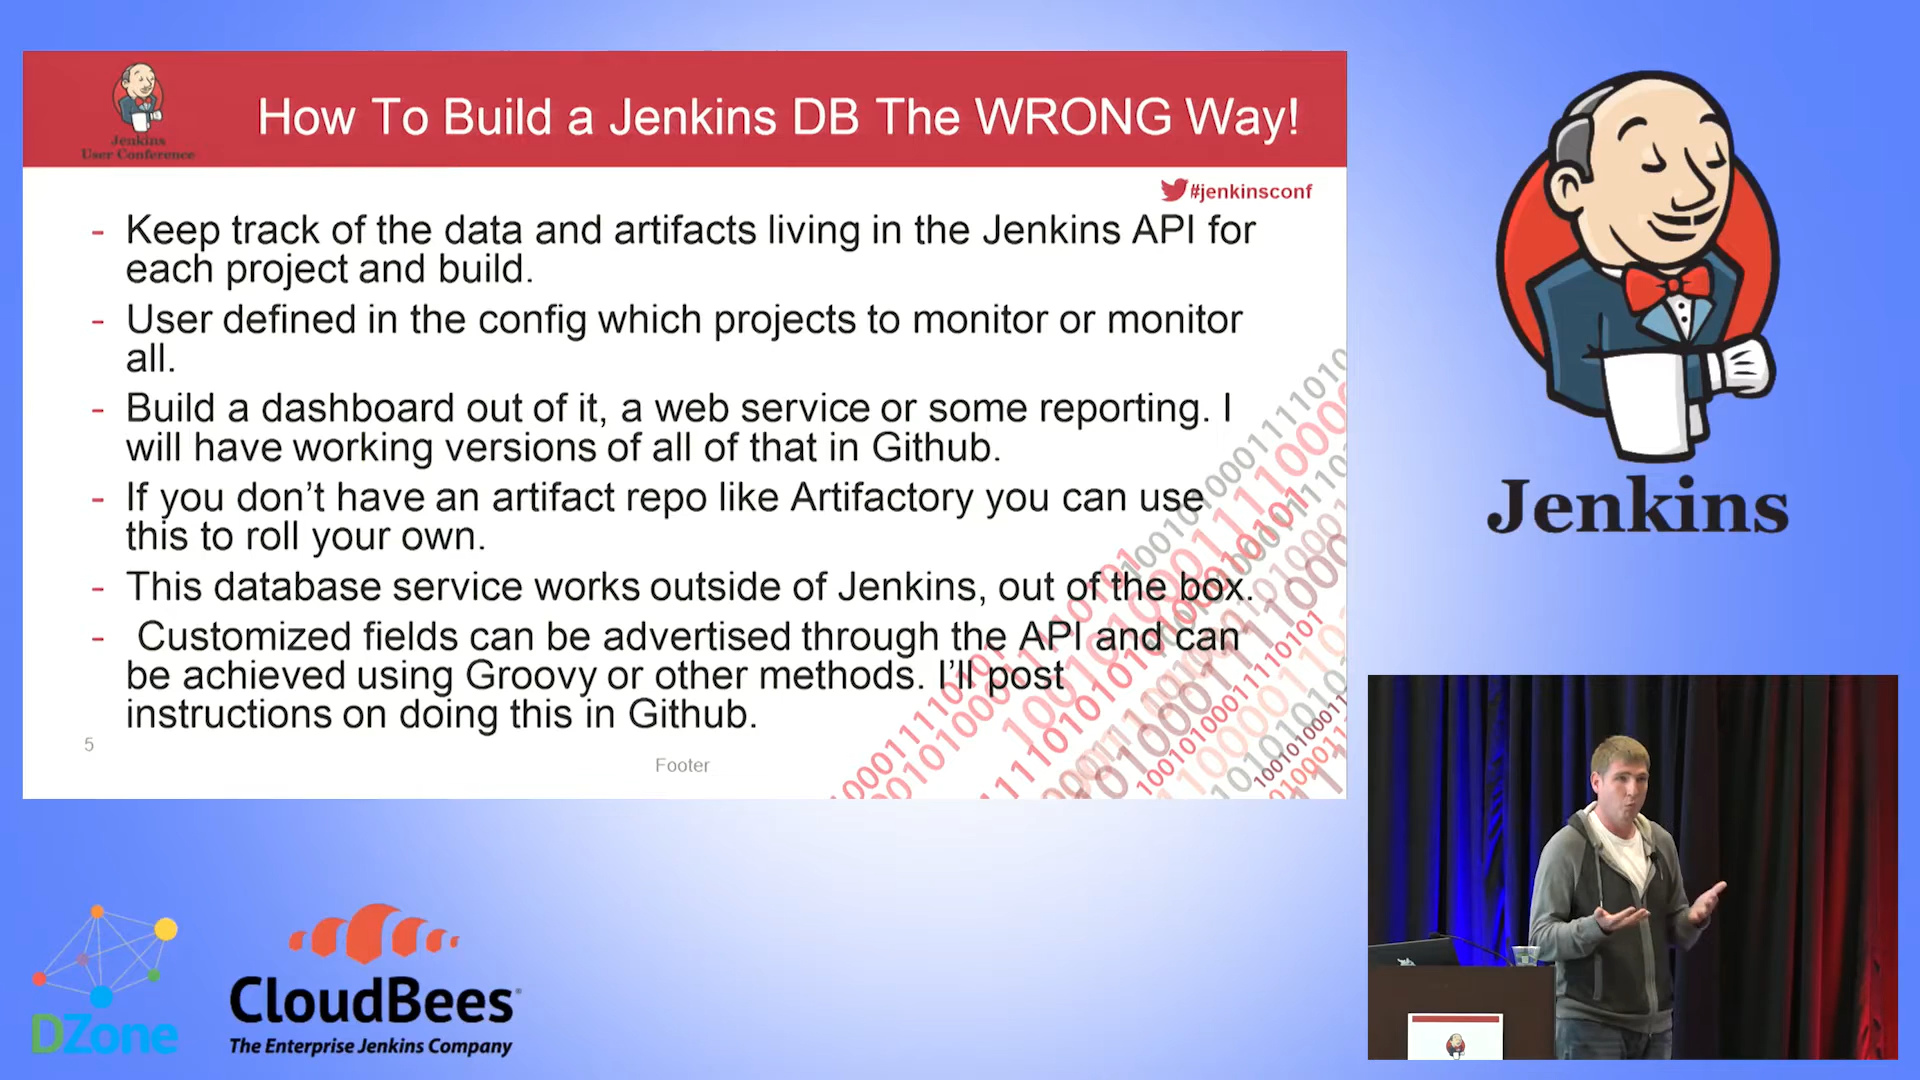 Jenkins
User Conference
How To Build a Jenkins DB The WRONG Way!
#jenkinsconf
- Keep track of the data and artifacts living in the Jenkins API for
each project and build.
- User defined in the config which projects to monitor or monitor
all.
- Build a dashboard out of it, a web service or some reporting. I
will have working versions of all of that in Github.
- If you don’t have an artifact repo like Artifactory you can use
this to roll your own.
- This database service works outside of Jenkins, out of the box.
- Customized fields can be advertised through the API and can
be achieved using Groovy or other methods. I’ll post
instructions on doing this in Github.
5
Footer
Jenkins
DZone
CloudBees
The Enterprise Jenkins Company